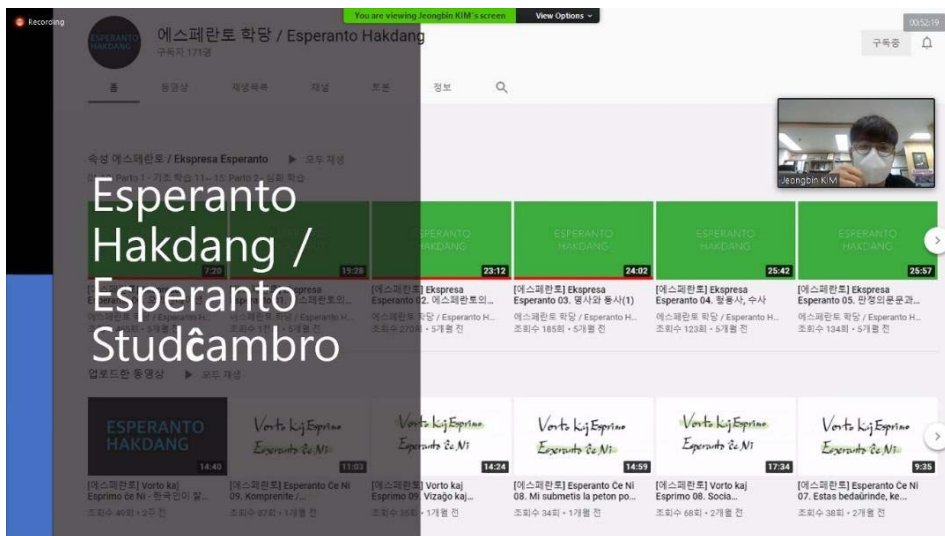 Recording
You are viewing Jeongbin KIM's screen View Options
00:52:19
ESPERANTO
HAKDANG
에스페란토 학당 / Esperanto Hakdang
구독자 171명
구독중
홈 동영상 재생목록 채널 토론 정보
Jeongbin KIM
속성 에스페란토 / Ekspresa Esperanto ▶ 모두 재생
Esperanto
Hakdang /
Esperanto
Studĉambro
ESPERANTO
HAKDANG
ESPERANTO
HAKDANG
ESPERANTO
HAKDANG
ESPERANTO
HAKDANG
7:20 19:28 23:12 24:02 25:42 25:57
[에스페란토] Ekspresa
Esperanto 02. 에스페란토의...
에스페란토 학당 / Esperanto H...
조회수 270회 • 5개월 전
[에스페란토] Ekspresa
Esperanto 03. 명사와 동사(1)
에스페란토 학당 / Esperanto H...
조회수 185회 • 5개월 전
[에스페란토] Ekspresa
Esperanto 04. 형용사, 수사
에스페란토 학당 / Esperanto H...
조회수 123회 • 5개월 전
[에스페란토] Ekspresa
Esperanto 05. 판정의문문과...
에스페란토 학당 / Esperanto H...
조회수 134회 • 5개월 전
업로드한 동영상 ▶ 모두 재생
ESPERANTO
HAKDANG
14:40
Vorto kaj Esprimo
Esperanto Ĉe Ni
11:03
Vorto kaj Esprimo
Esperanto Ĉe Ni
14:24
Vorto kaj Esprimo
Esperanto Ĉe Ni
14:59
Vorto kaj Esprimo
Esperanto Ĉe Ni
17:34
Vorto kaj Esprimo
Esperanto Ĉe Ni
9:35
[에스페란토] Vorto kaj
Esprimo ĉe Ni - 한국인이 잘...
조회수 49회 • 2주 전
[에스페란토] Esperanto Ĉe Ni
09. Komprenite /...
조회수 83회 • 1개월 전
[에스페란토] Vorto kaj
Esprimo 09. Vizaĝo kaj...
조회수 35회 • 1개월 전
[에스페란토] Esperanto Ĉe Ni
08. Mi submetis la peton po...
조회수 34회 • 1개월 전
[에스페란토] Vorto kaj
Esprimo 08. Socia...
조회수 68회 • 2개월 전
[에스페란토] Esperanto Ĉe Ni
07. Estas bedaŭrinde, ke...
조회수 38회 • 2개월 전